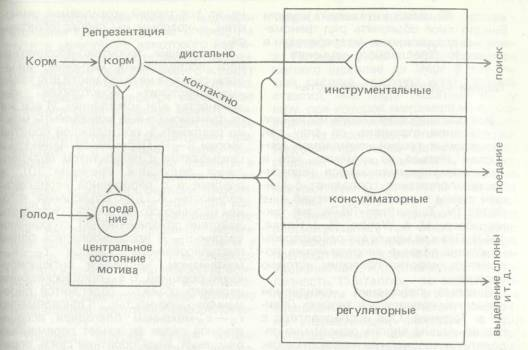 Репрезентация
Корм
корм
дистально
контактно
инструментальные
поиск
Голод
поеда
ние
центральное
состояние
мотива
консумматорные
поедание
регуляторные
выделение слюны
и т. д.